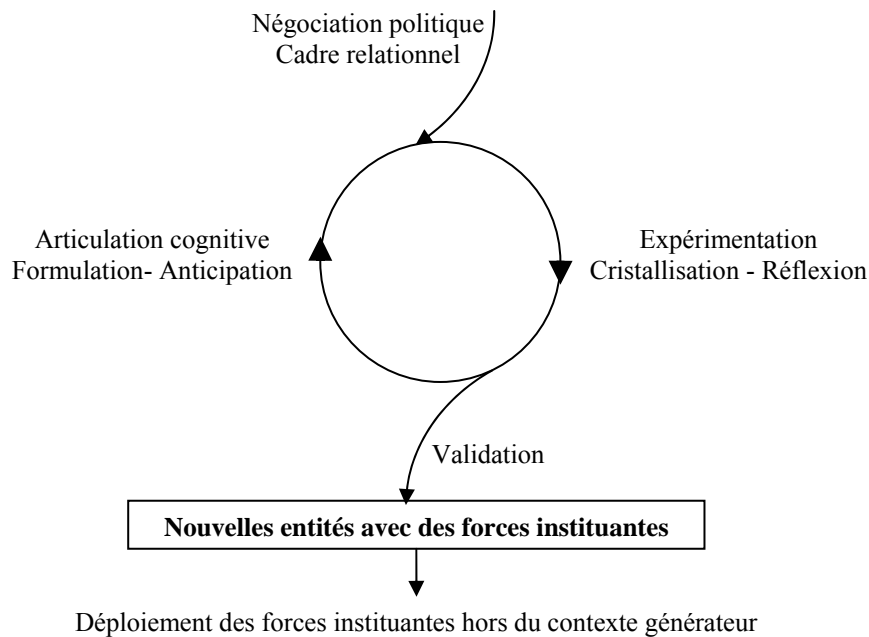 Négociation politique
Cadre relationnel
Articulation cognitive
Formulation- Anticipation
Expérimentation
Cristallisation - Réflexion
Validation
Nouvelles entités avec des forces instituantes
Déploiement des forces instituantes hors du contexte générateur